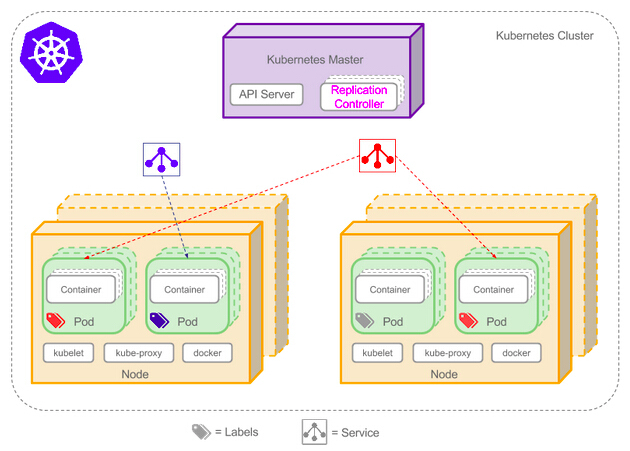 Kubernetes Cluster
Kubernetes Master
API Server
Replication
Controller
Container
Container
Pod
Pod
kubelet
kube-proxy
docker
Node
Container
Container
Pod
Pod
kubelet
kube-proxy
docker
Node
= Labels
= Service